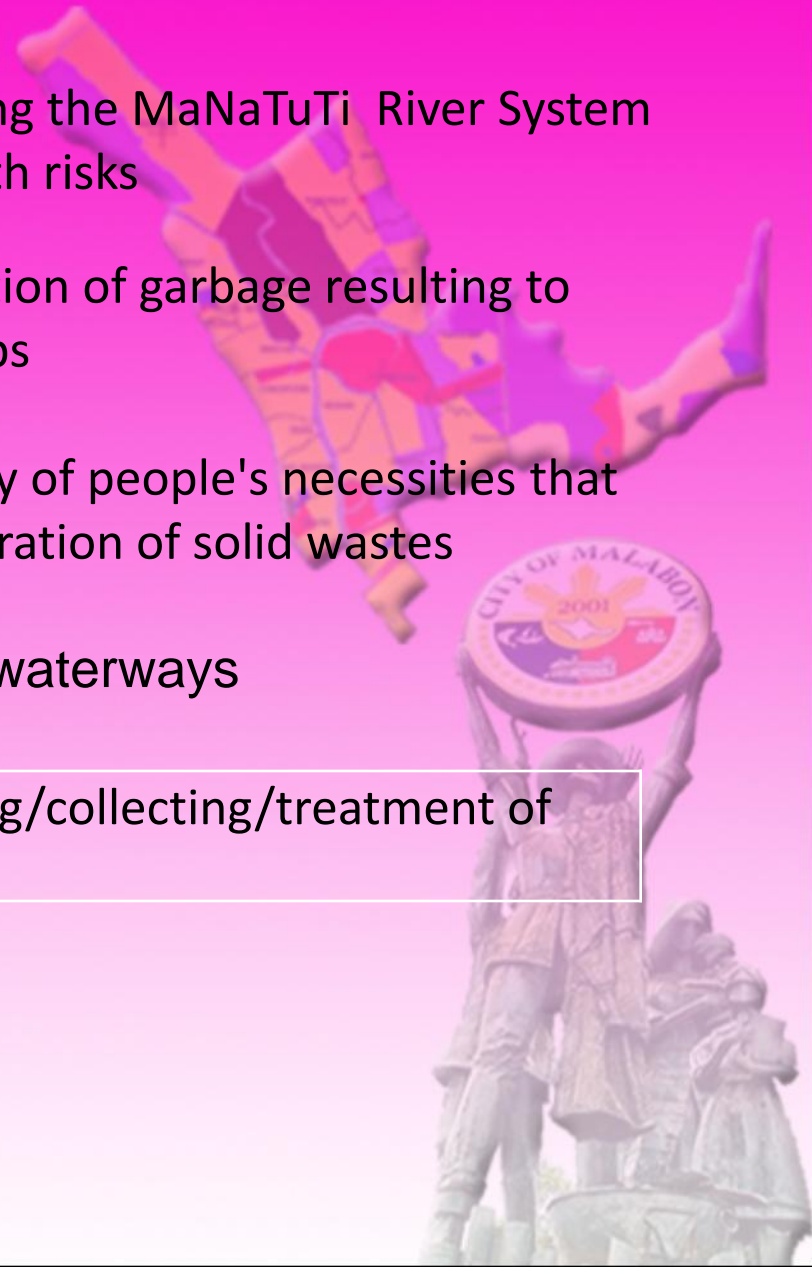 ng the MaNaTuTi River System
th risks
ion of garbage resulting to
os
y of people's necessities that
ration of solid wastes
CITY OF MALABON
2001
waterways
g/collecting/treatment of